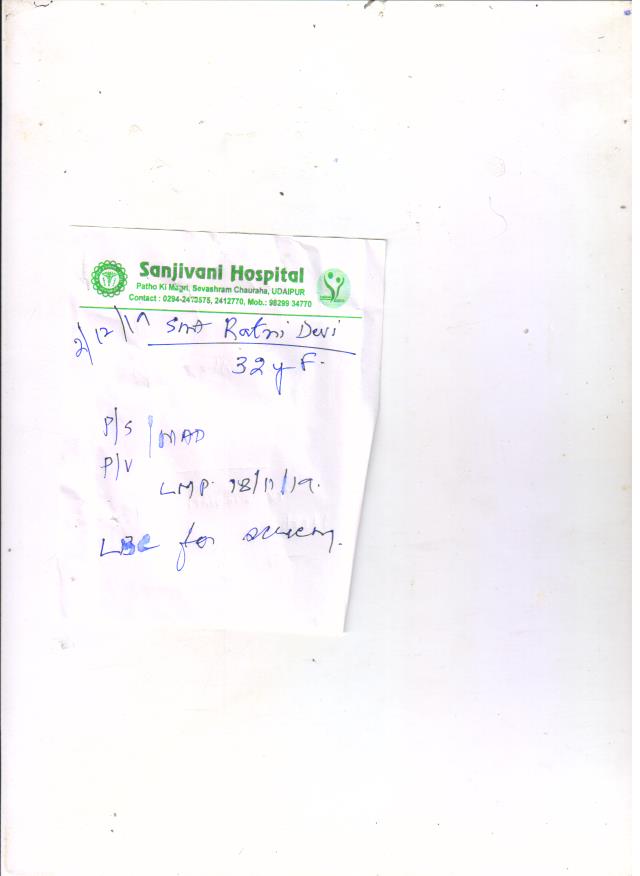 Sanjivani Hospital
Patho Ki Magri, Sevashram Chauraha, UDAIPUR
Contact : 0294-2413575, 2412770, Mob.: 98299 34770
2/12/19 Smt Ratni Devi
32 y F.
P/S
P/V
NAD
LMP 18/11/19.
LBC for